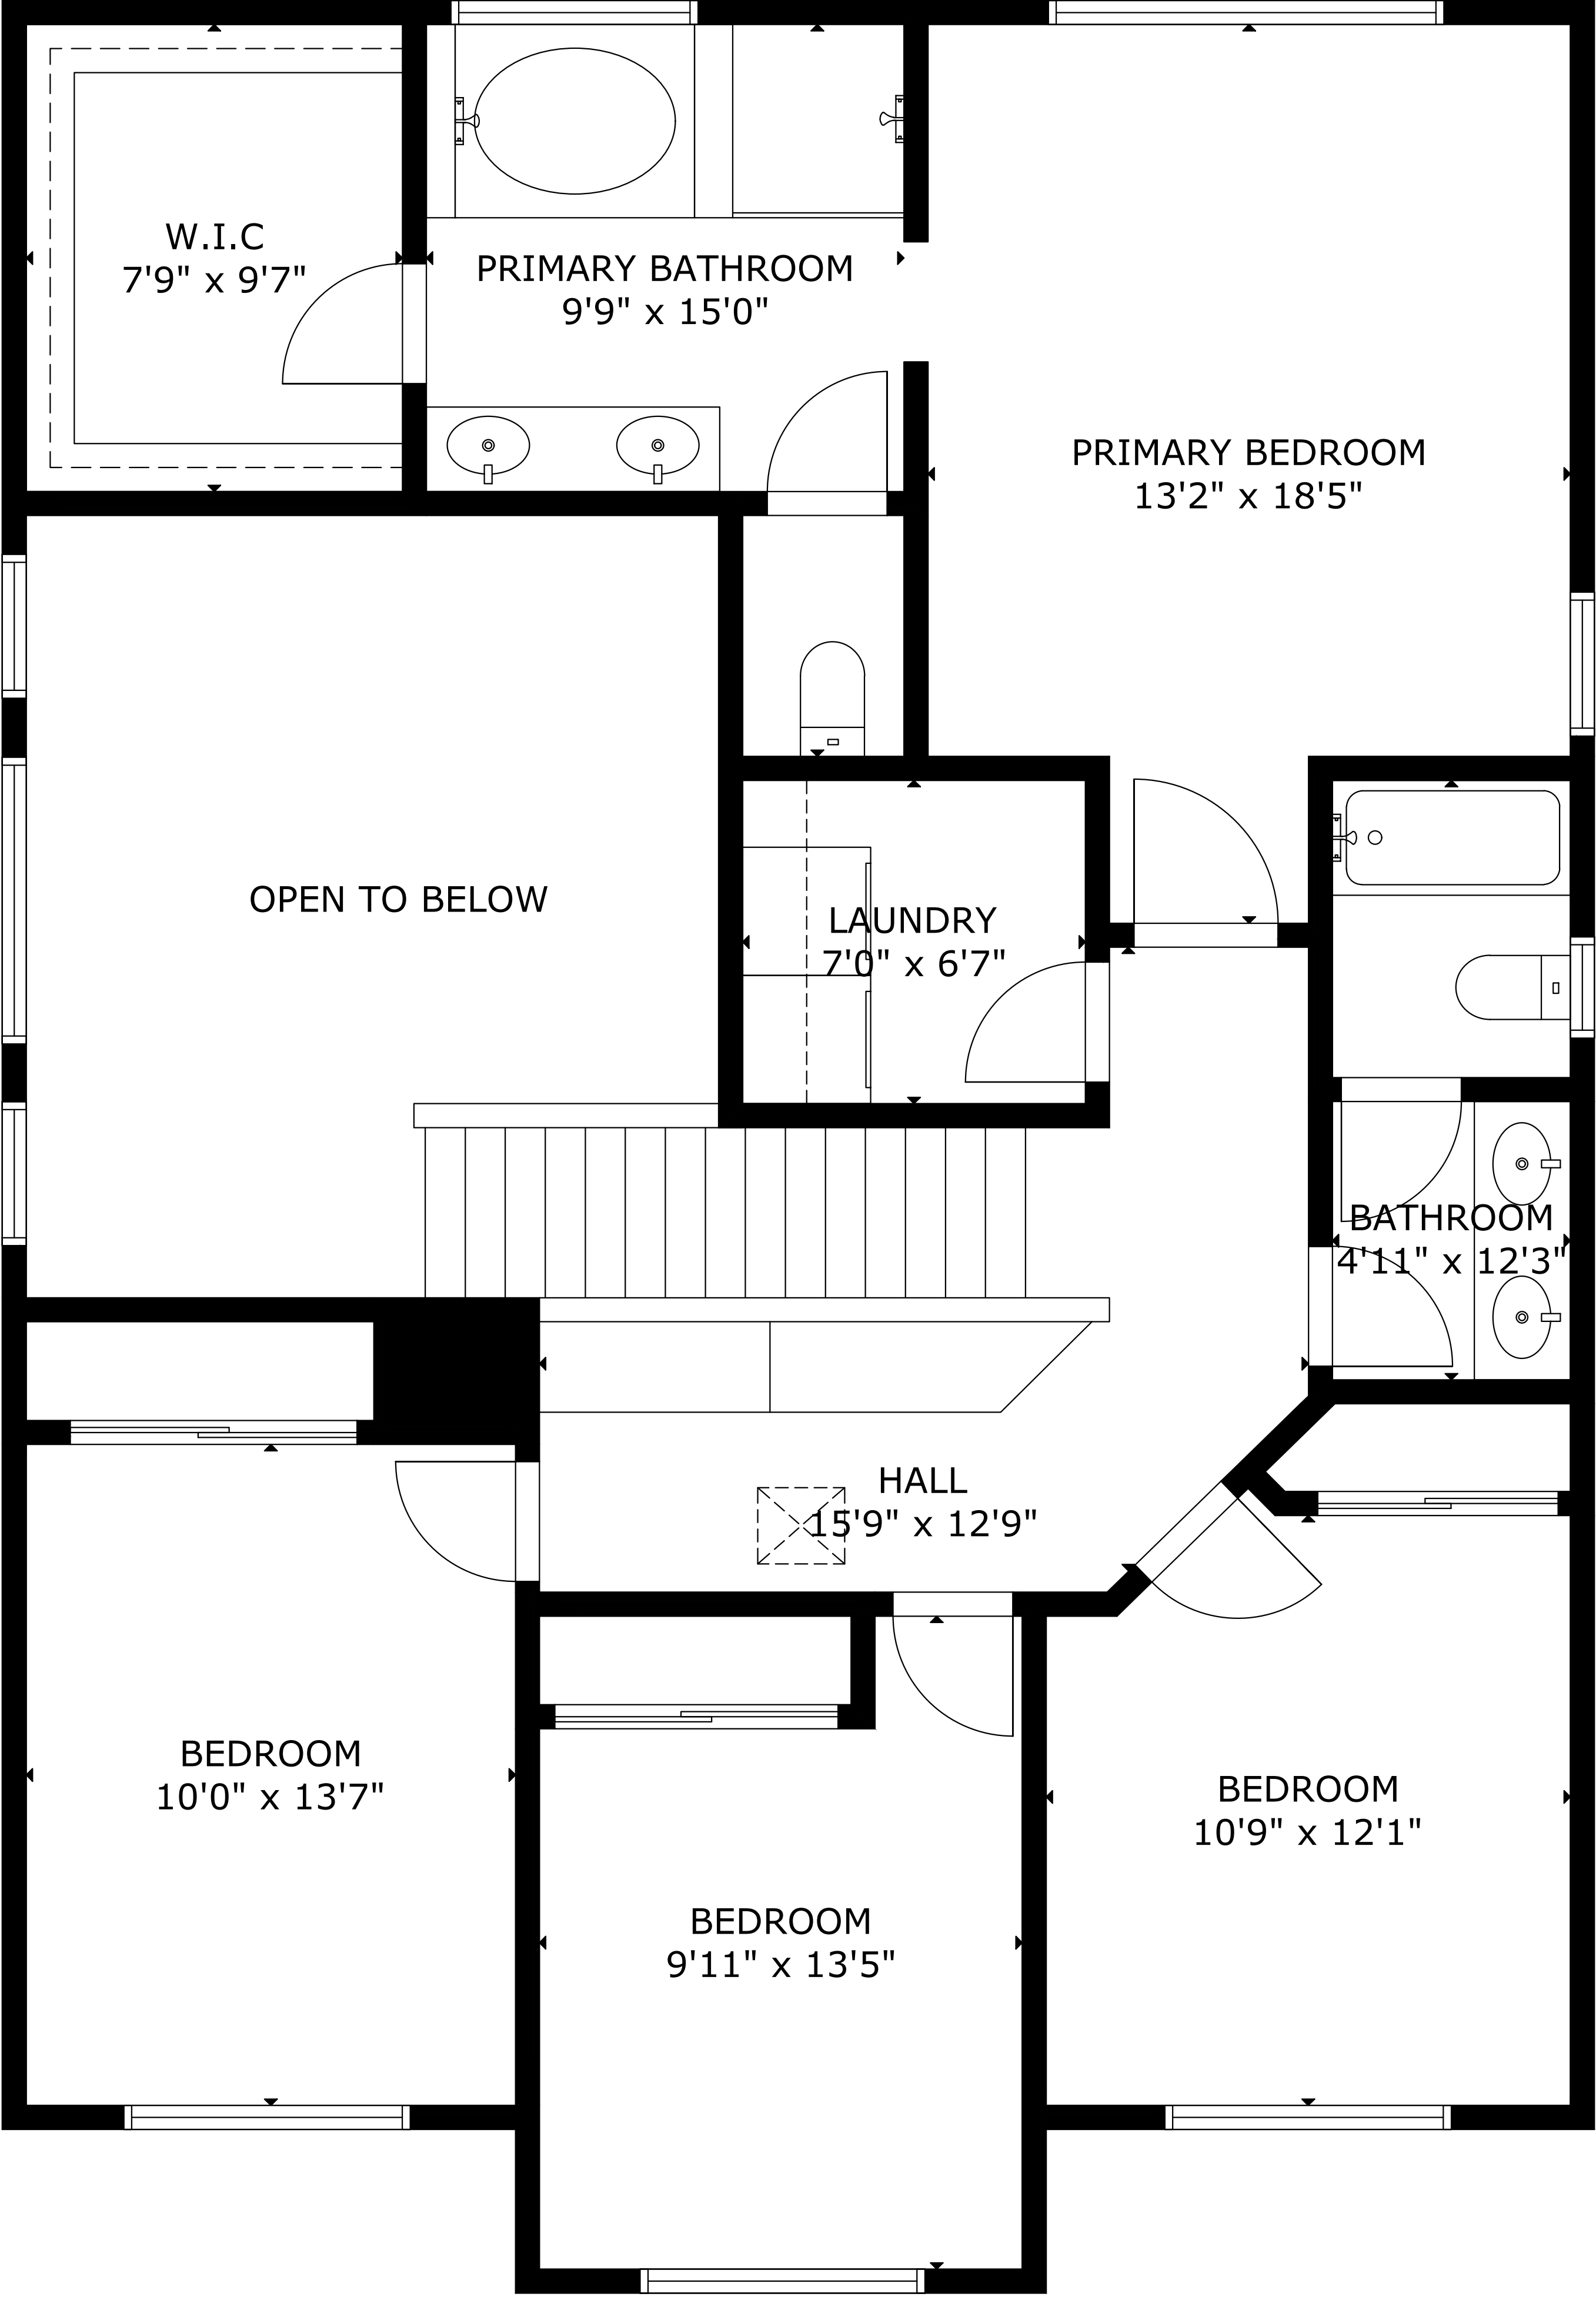 W.I.C
7'9" x 9'7"
PRIMARY BATHROOM
9'9" x 15'0"
PRIMARY BEDROOM
13'2" x 18'5"
OPEN TO BELOW
LAUNDRY
7'0" x 6'7"
BATHROOM
4'11" x 12'3"
HALL
15'9" x 12'9"
BEDROOM
10'0" x 13'7"
BEDROOM
10'9" x 12'1"
BEDROOM
9'11" x 13'5"